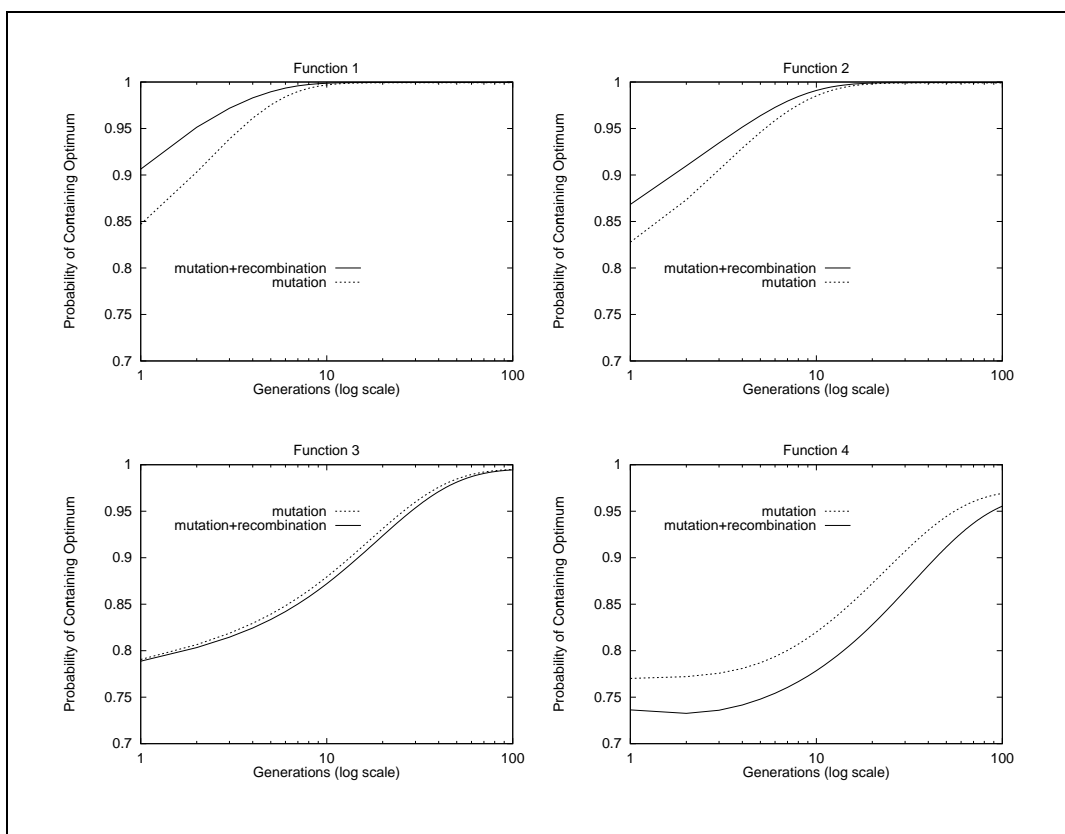 Function 1
1
0.95
0.9
0.85
0.8
0.75
0.7
Probability of Containing Optimum
mutation+recombination
mutation
1 10 100
Generations (log scale)
Function 2
1
0.95
0.9
0.85
0.8
0.75
0.7
Probability of Containing Optimum
mutation+recombination
mutation
1 10 100
Generations (log scale)
Function 3
1
0.95
0.9
0.85
0.8
0.75
0.7
Probability of Containing Optimum
mutation
mutation+recombination
1 10 100
Generations (log scale)
Function 4
1
0.95
0.9
0.85
0.8
0.75
0.7
Probability of Containing Optimum
mutation
mutation+recombination
1 10 100
Generations (log scale)